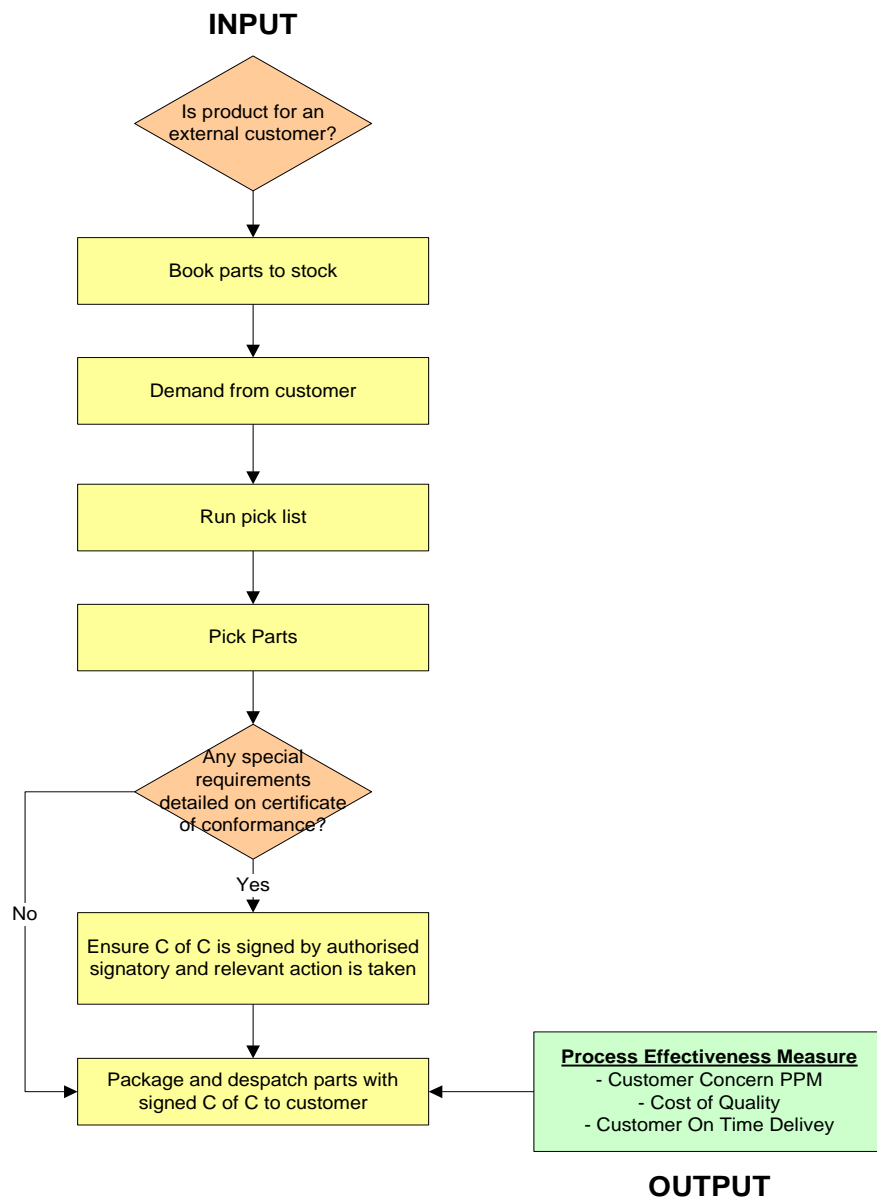 INPUT
Is product for an
external customer?
Book parts to stock
Demand from customer
Run pick list
Pick Parts
Any special
requirements
detailed on certificate
of conformance?
Yes
No
Ensure C of C is signed by authorised
signatory and relevant action is taken
Package and despatch parts with
signed C of C to customer
Process Effectiveness Measure
- Customer Concern PPM
- Cost of Quality
- Customer On Time Delivey
OUTPUT